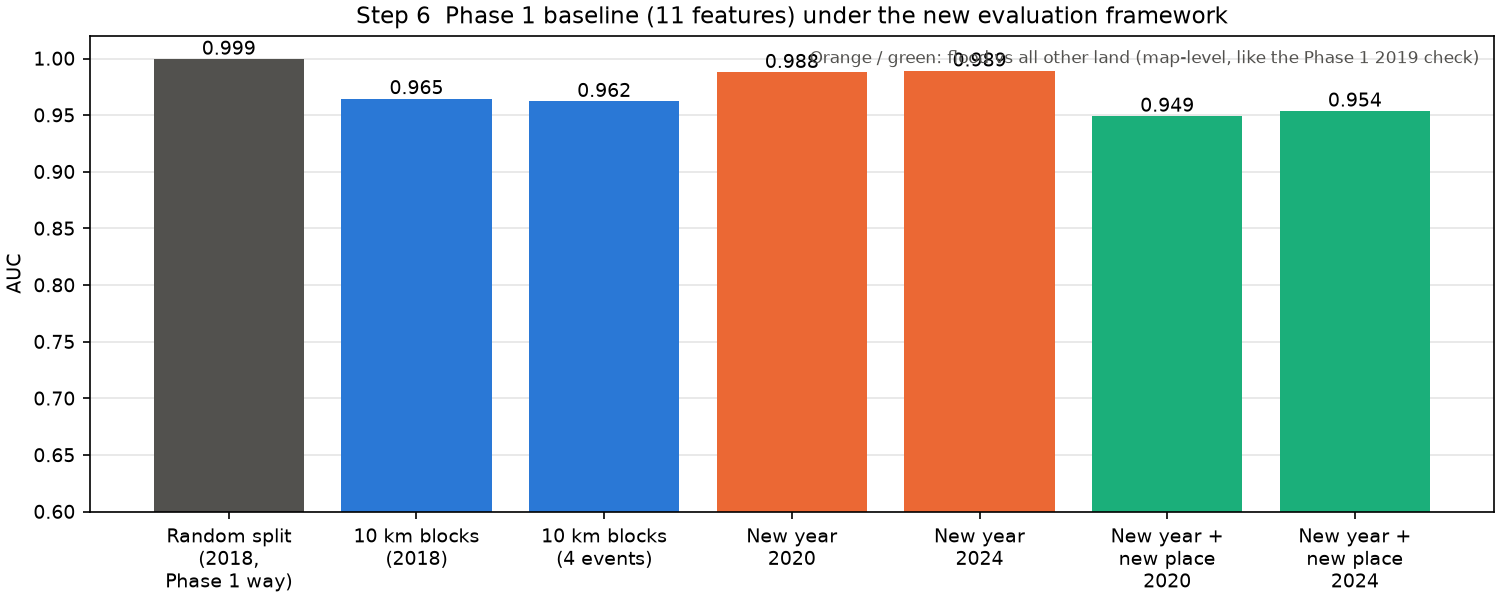 Step 6  Phase 1 baseline (11 features) under the new evaluation framework
Orange / green: flood vs all other land (map-level, like the Phase 1 2019 check)
0.999
0.965
0.962
0.988
0.989
0.949
0.954
AUC
1.00
0.95
0.90
0.85
0.80
0.75
0.70
0.65
0.60
Random split
(2018,
Phase 1 way)
10 km blocks
(2018)
10 km blocks
(4 events)
New year
2020
New year
2024
New year +
new place
2020
New year +
new place
2024